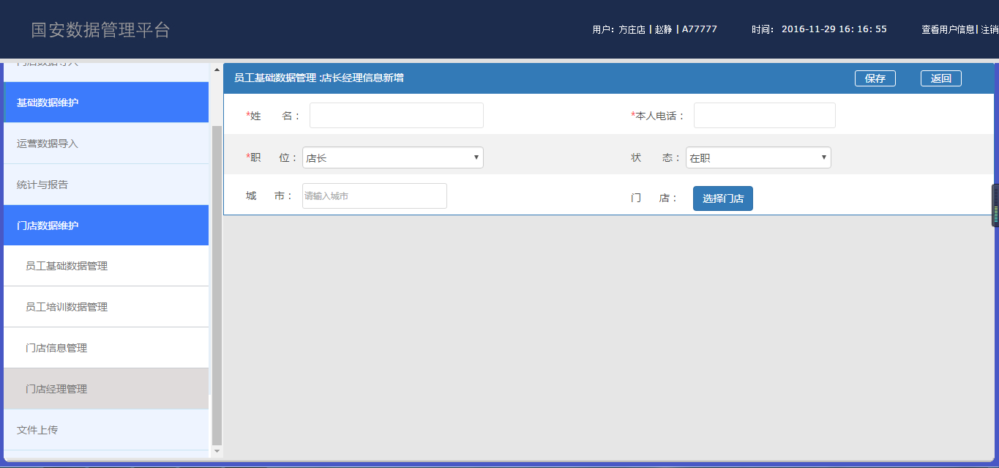 国安数据管理平台
用户：方庄店 | 赵静 | A77777 时间： 2016-11-29 16:16:55 查看用户信息| 注销
门店数据导入
基础数据维护
运营数据导入
统计与报告
门店数据维护
员工基础数据管理
员工培训数据管理
门店信息管理
门店经理管理
文件上传
员工基础数据管理 :店长经理信息新增 保存 返回
*姓 名： *本人电话：
*职 位： 店长 状 态： 在职
城 市： 请输入城市 门 店： 选择门店